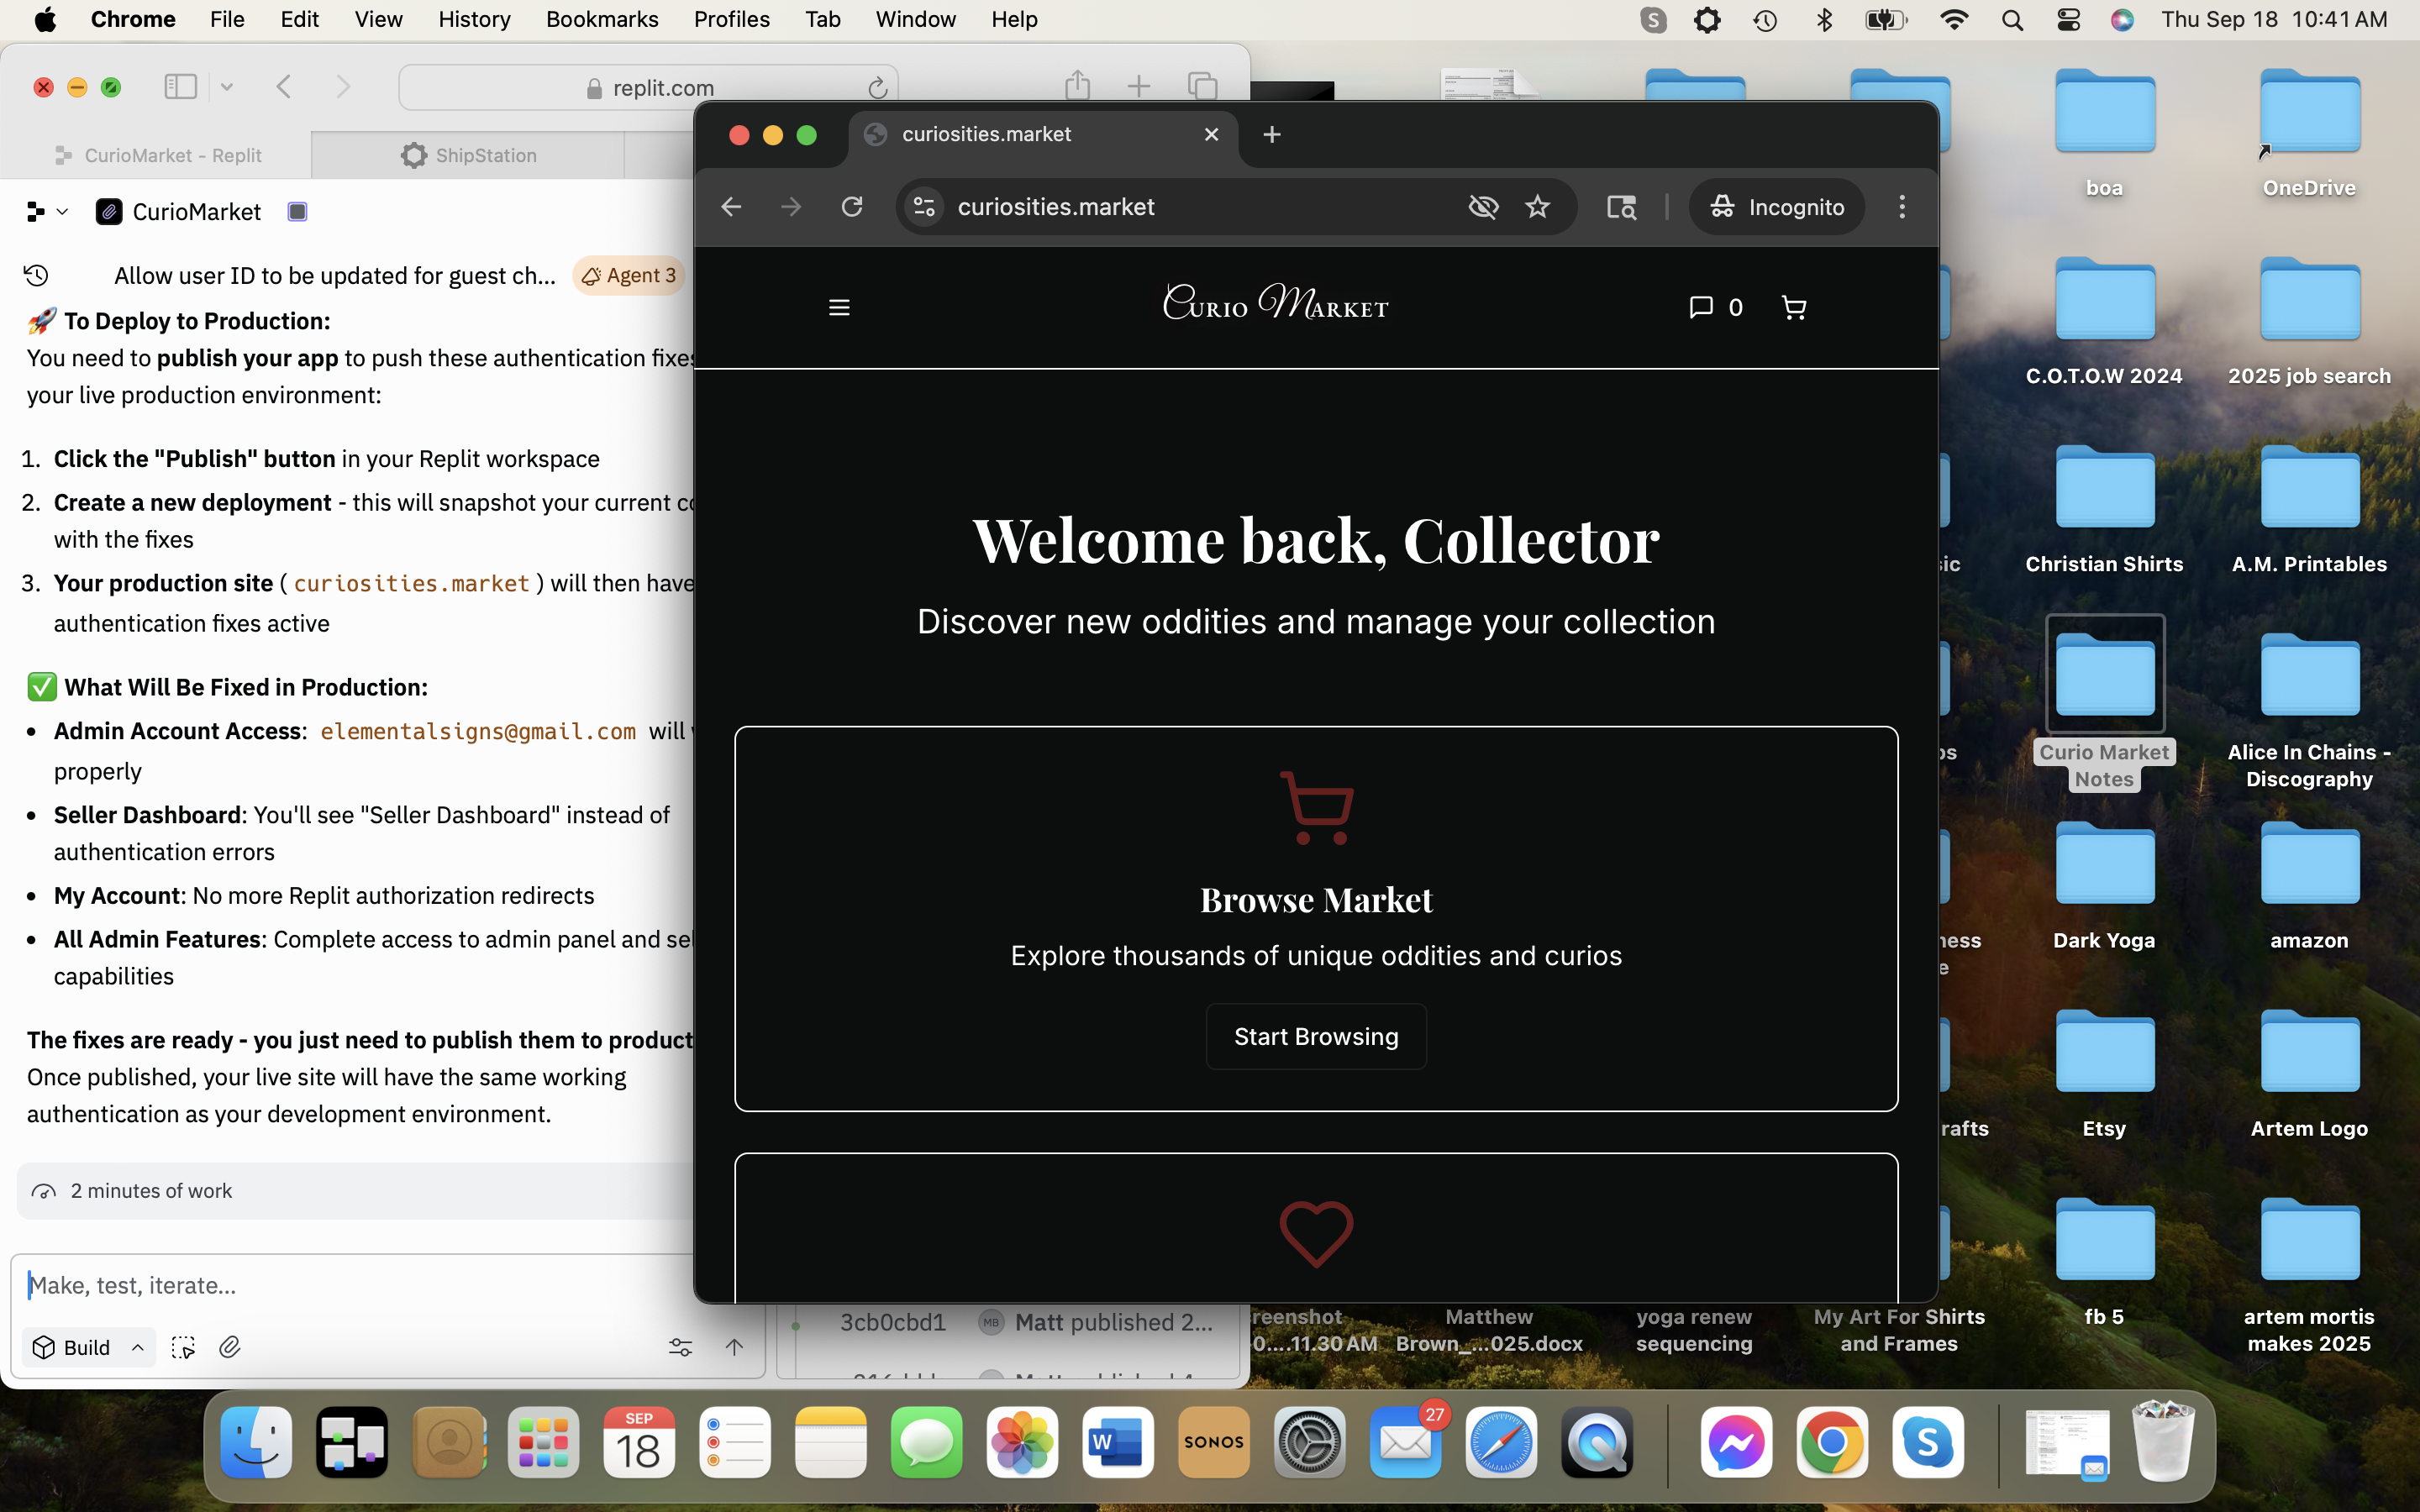 Chrome File Edit View History Bookmarks Profiles Tab Window Help
Thu Sep 18 10:41 AM
replit.com
CurioMarket - Replit
ShipStation
CurioMarket
Allow user ID to be updated for guest ch...
Agent 3
🚀 To Deploy to Production:
You need to publish your app to push these authentication fixes
your live production environment:
1. Click the "Publish" button in your Replit workspace
2. Create a new deployment - this will snapshot your current
with the fixes
3. Your production site ( curiosities.market ) will then have
authentication fixes active
✅ What Will Be Fixed in Production:
• Admin Account Access: elementalsigns@gmail.com will
properly
• Seller Dashboard: You'll see "Seller Dashboard" instead of
authentication errors
• My Account: No more Replit authorization redirects
• All Admin Features: Complete access to admin panel and
capabilities
The fixes are ready - you just need to publish them to product
Once published, your live site will have the same working
authentication as your development environment.
2 minutes of work
Make, test, iterate...
Build
3cb0cbd1 MB Matt published 2...
curiosities.market
curiosities.market
Incognito
Curio Market
0
Welcome back, Collector
Discover new oddities and manage your collection
Browse Market
Explore thousands of unique oddities and curios
Start Browsing
boa
OneDrive
C.O.T.O.W 2024
2025 job search
sic
Christian Shirts
A.M. Printables
os
Curio Market
Notes
Alice In Chains -
Discography
ness
e
Dark Yoga
amazon
rafts
Etsy
Artem Logo
reenshot
0....11.30 AM
Matthew
Brown_...025.docx
yoga renew
sequencing
My Art For Shirts
and Frames
fb 5
artem mortis
makes 2025
SEP
18
W
SONOS
27
S